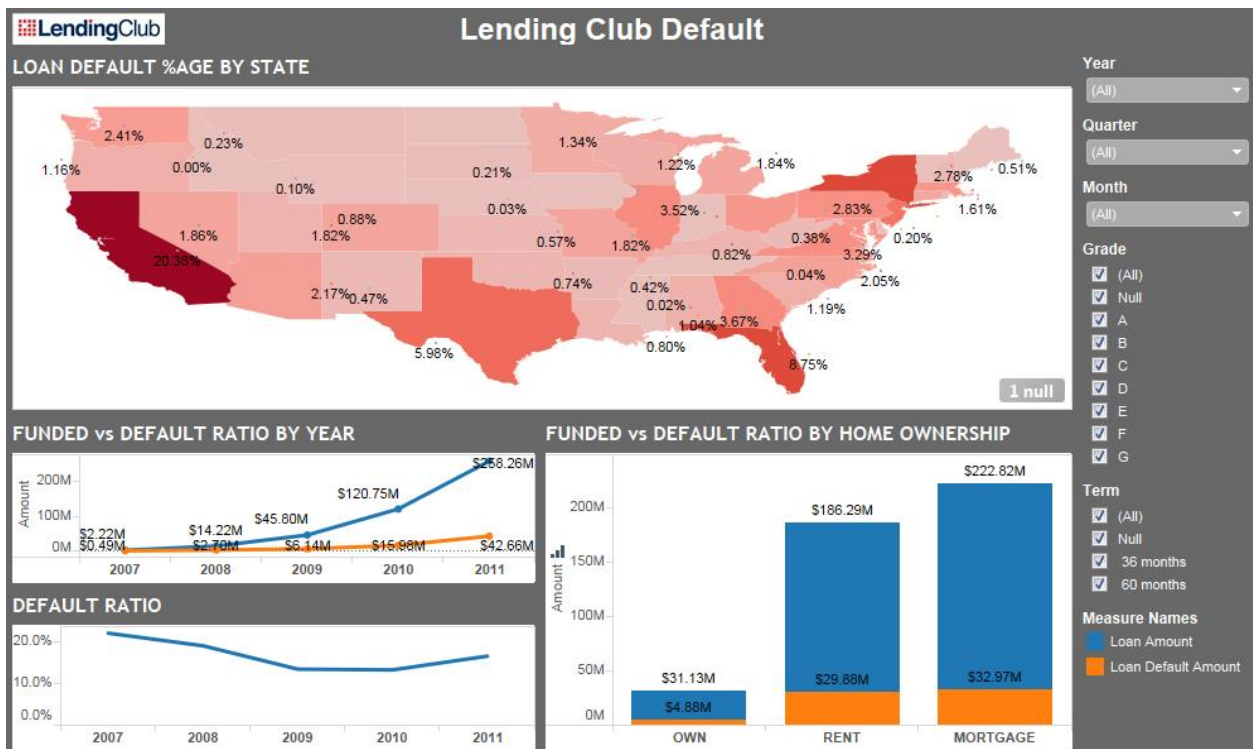 LendingClub
Lending Club Default
LOAN DEFAULT %AGE BY STATE
2.41%
0.23%
1.34%
1.16%
0.00%
0.21%
1.22%
1.84%
2.78%
0.51%
0.10%
0.03%
3.52%
2.83%
1.61%
0.88%
1.86%
1.82%
0.57%
1.82%
0.82%
0.38%
0.20%
3.29%
20.38%
0.74%
0.42%
0.04%
2.05%
2.17%
0.47%
0.02%
1.19%
1.04%
3.67%
5.98%
0.80%
8.75%
1 null
FUNDED vs DEFAULT RATIO BY YEAR
Amount
200M
100M
0M
$2.22M
$14.22M
$45.80M
$120.75M
$258.26M
$0.49M
$2.70M
$6.14M
$15.98M
$42.66M
2007 2008 2009 2010 2011
DEFAULT RATIO
20.0%
10.0%
0.0%
2007 2008 2009 2010 2011
FUNDED vs DEFAULT RATIO BY HOME OWNERSHIP
Amount
200M
150M
100M
50M
0M
$31.13M
$4.88M
$186.29M
$29.88M
$222.82M
$32.97M
OWN RENT MORTGAGE
Year
(All)
Quarter
(All)
Month
(All)
Grade
(All)
Null
A
B
C
D
E
F
G
Term
(All)
Null
36 months
60 months
Measure Names
Loan Amount
Loan Default Amount